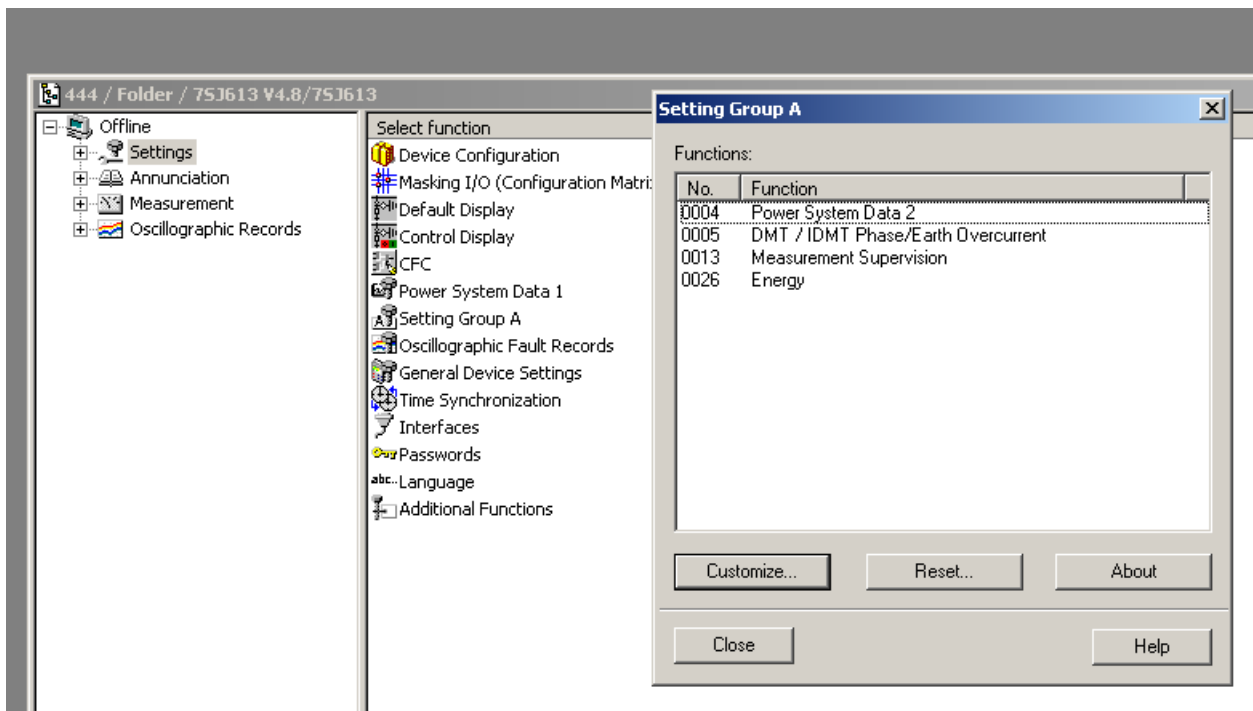 444 / Folder / 7SJ613 V4.8/7SJ613
Offline
Settings
Annunciation
Measurement
Oscillographic Records
Select function
Device Configuration
Masking I/O (Configuration Matri
Default Display
Control Display
CFC
Power System Data 1
Setting Group A
Oscillographic Fault Records
General Device Settings
Time Synchronization
Interfaces
Passwords
abc..Language
Additional Functions
Setting Group A
Functions:
No. Function
0004 Power System Data 2
0005 DMT / IDMT Phase/Earth Overcurrent
0013 Measurement Supervision
0026 Energy
Customize... Reset... About
Close Help